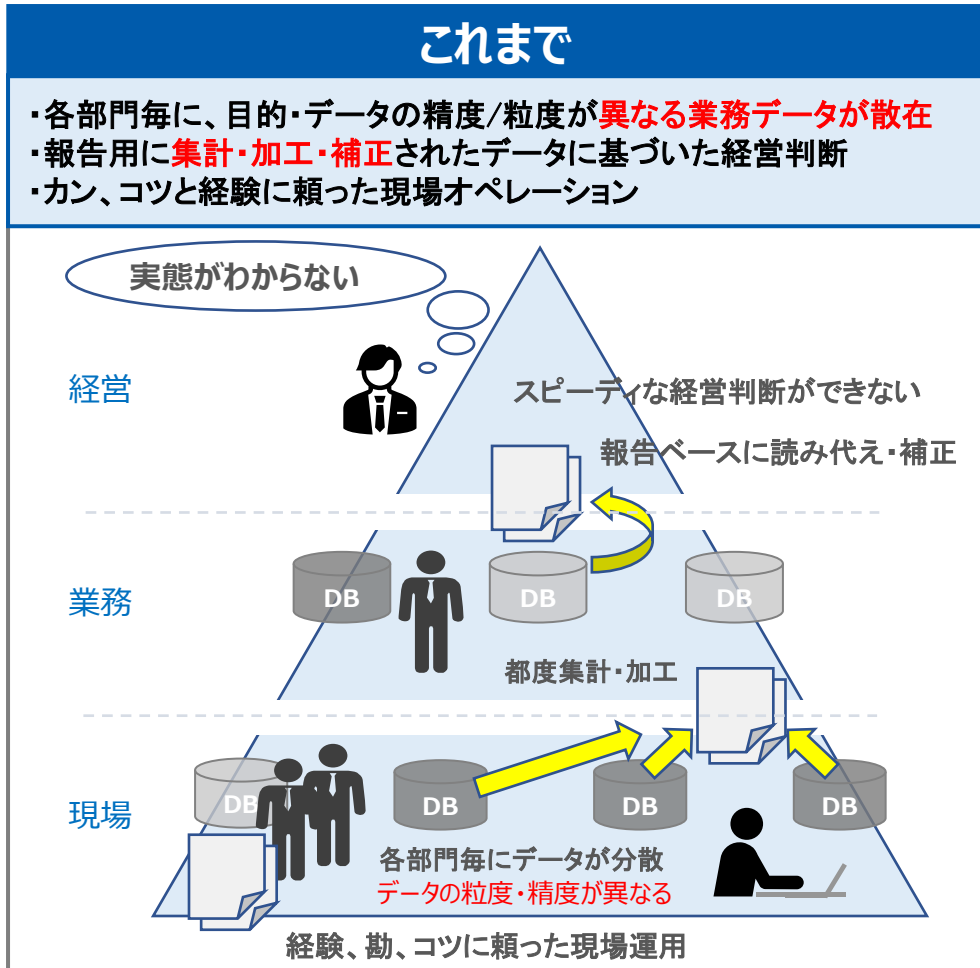 これまで
・各部門毎に、目的・データの精度/粒度が異なる業務データが散在
・報告用に集計・加工・補正されたデータに基づいた経営判断
・カン、コツと経験に頼った現場オペレーション
実態がわからない
経営
スピーディな経営判断ができない
報告ベースに読み代え・補正
業務
DB
DB
DB
都度集計・加工
現場
DB
DB
DB
DB
各部門毎にデータが分散
データの粒度・精度が異なる
経験、勘、コツに頼った現場運用